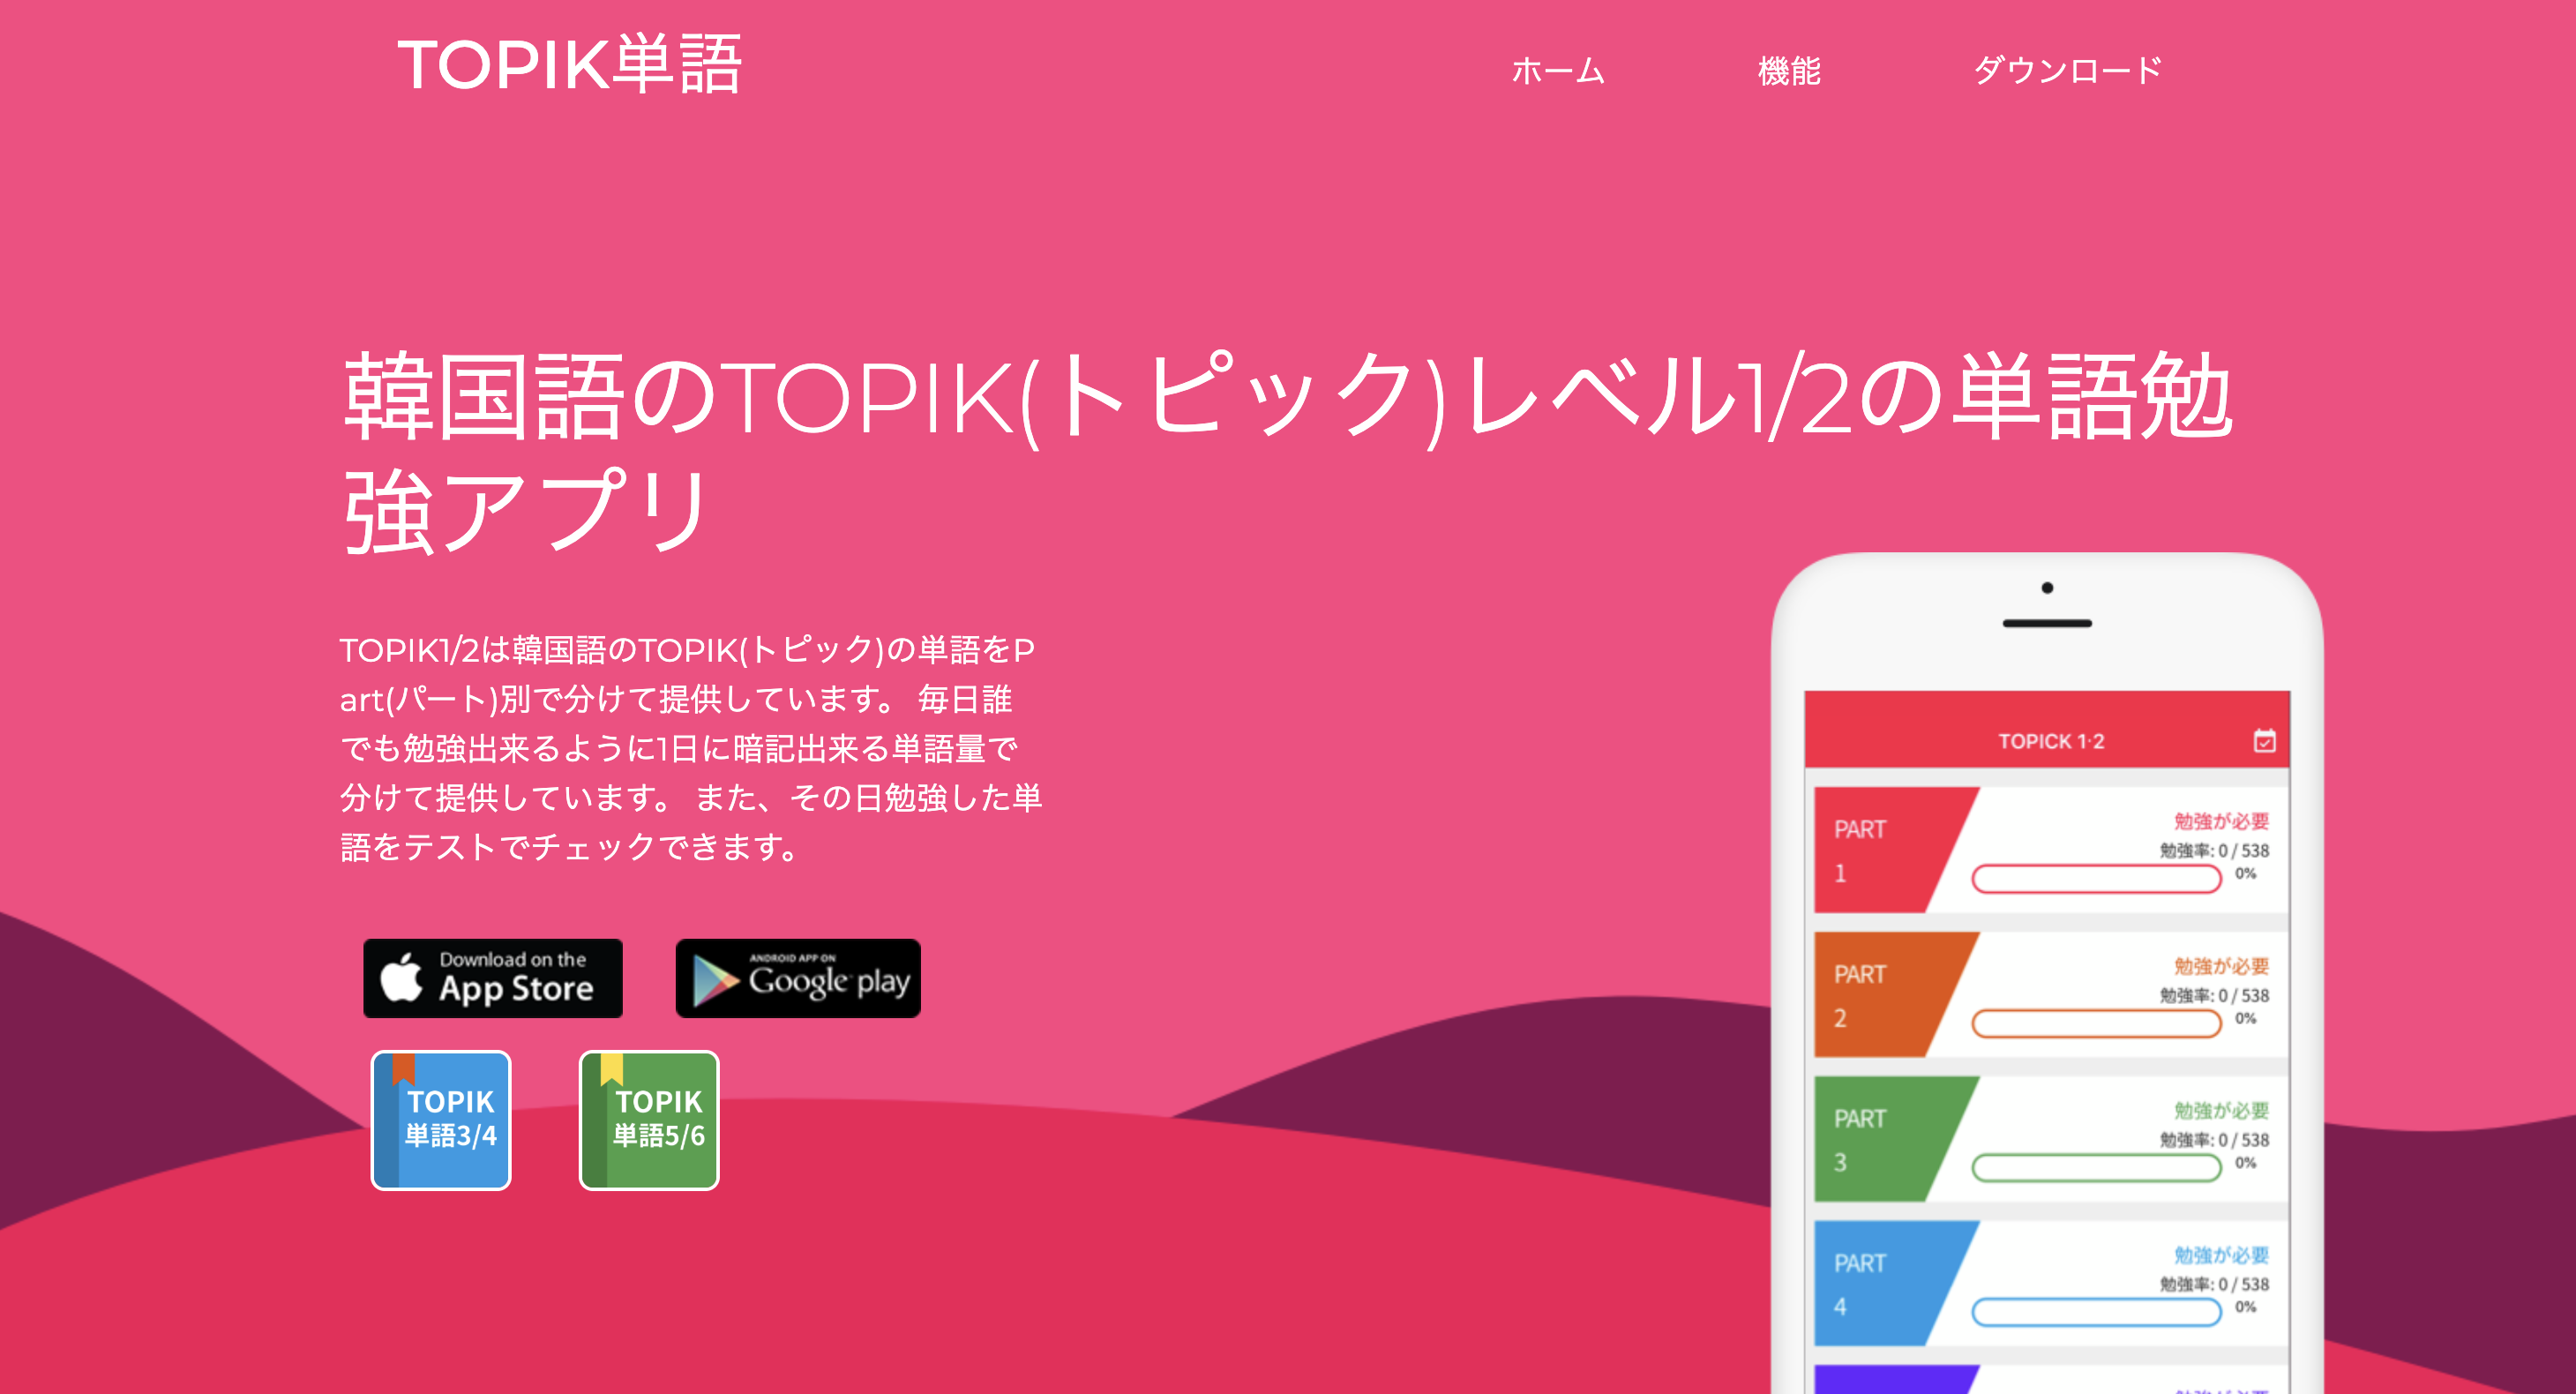 TOPIK単語
ホーム
機能
ダウンロード
韓国語のTOPIK(トピック)レベル1/2の単語勉
強アプリ
TOPIK1/2は韓国語のTOPIK(トピック)の単語をP
art(パート)別で分けて提供しています。 毎日誰
でも勉強出来るように1日に暗記出来る単語量で
分けて提供しています。 また、その日勉強した単
語をテストでチェックできます。
Download on the
App Store
ANDROID APP ON
Google play
TOPIK
単語3/4
TOPIK
単語5/6
TOPICK 1·2
PART
1
勉強が必要
勉強率: 0 / 538
0%
PART
2
勉強が必要
勉強率: 0 / 538
0%
PART
3
勉強が必要
勉強率: 0 / 538
0%
PART
4
勉強が必要
勉強率: 0 / 538
0%